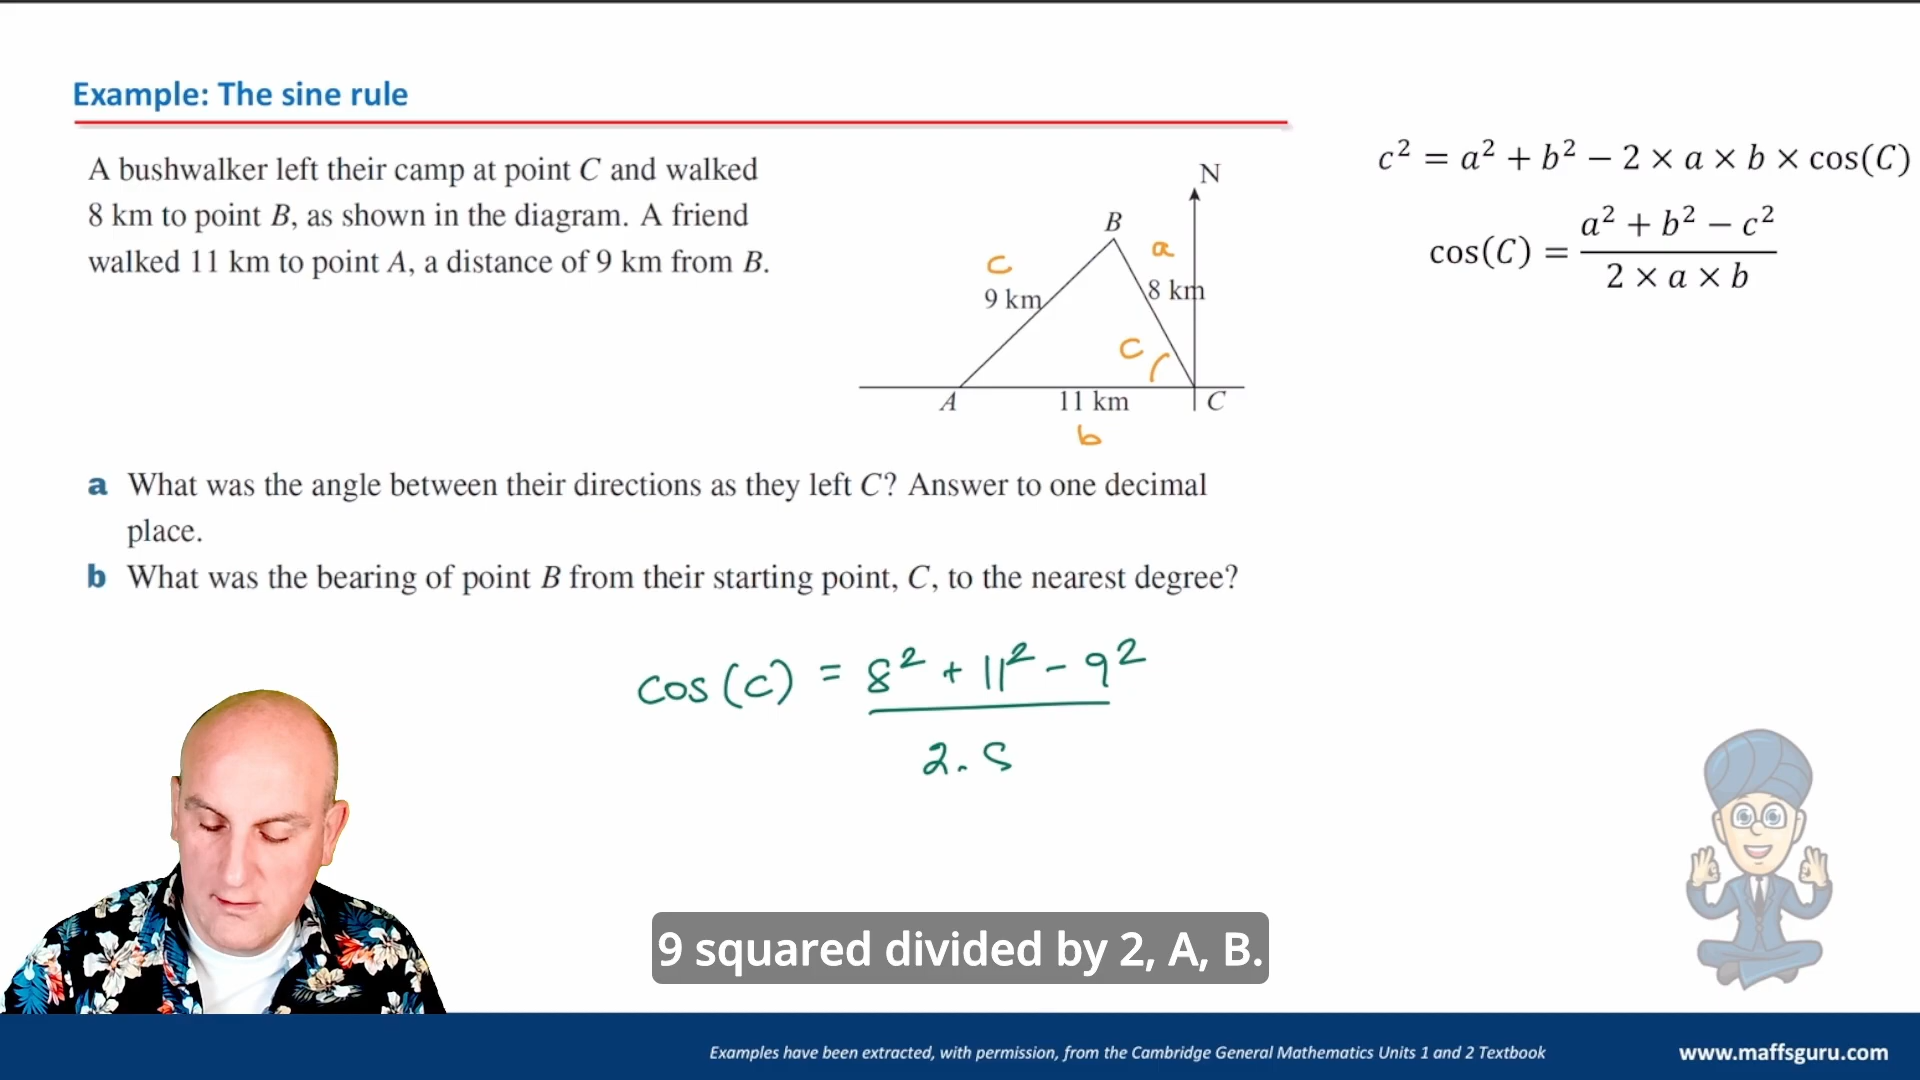 Example: The sine rule
A bushwalker left their camp at point C and walked
8 km to point B, as shown in the diagram. A friend
walked 11 km to point A, a distance of 9 km from B.
N
B
a
c
9 km
8 km
C
A
11 km
C
b
c² = a² + b² − 2 × a × b × cos(C)
cos(C) = (a² + b² − c²) / (2 × a × b)
a What was the angle between their directions as they left C? Answer to one decimal
place.
b What was the bearing of point B from their starting point, C, to the nearest degree?
cos(c) = 8² + 11² - 9²
2. S
9 squared divided by 2, A, B.
Examples have been extracted, with permission, from the Cambridge General Mathematics Units 1 and 2 Textbook
www.maffsguru.com